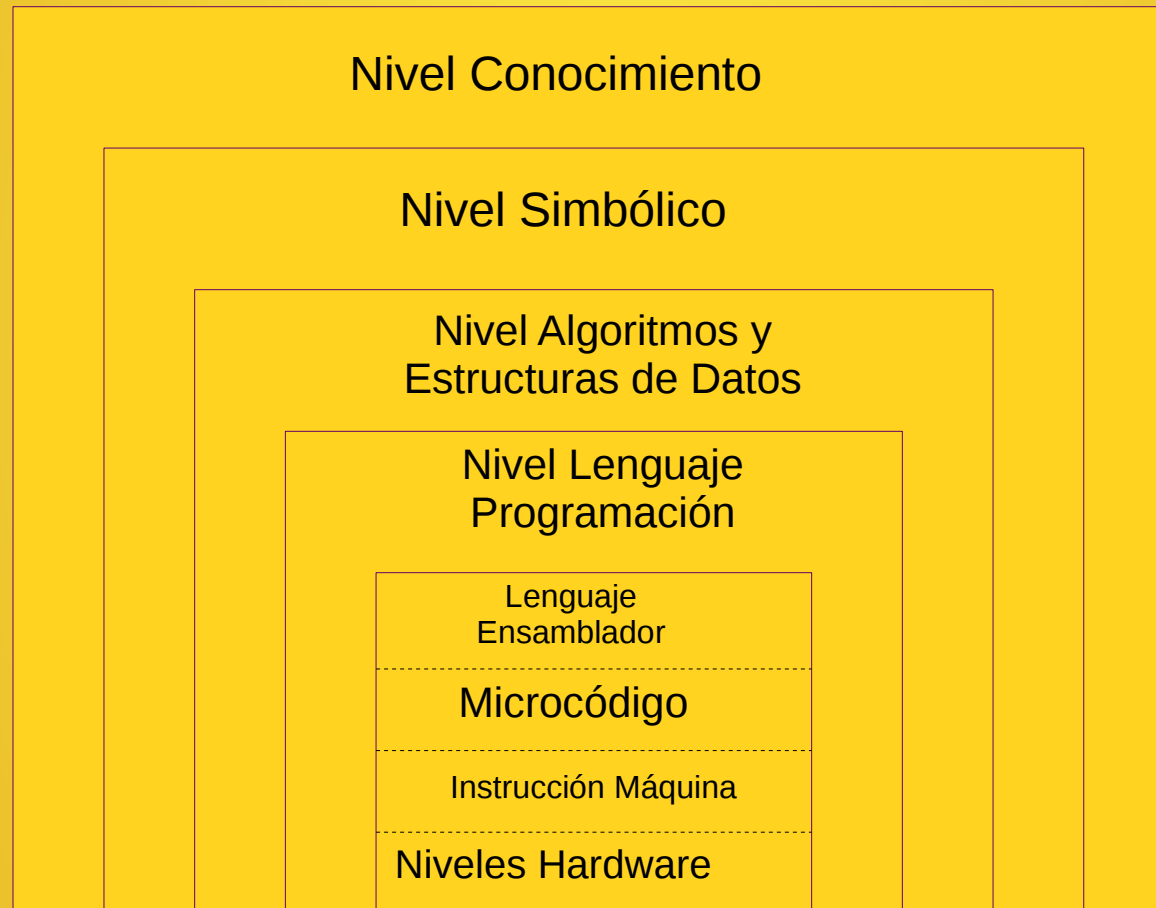 Nivel Conocimiento
Nivel Simbólico
Nivel Algoritmos y
Estructuras de Datos
Nivel Lenguaje
Programación
Lenguaje
Ensamblador
Microcódigo
Instrucción Máquina
Niveles Hardware